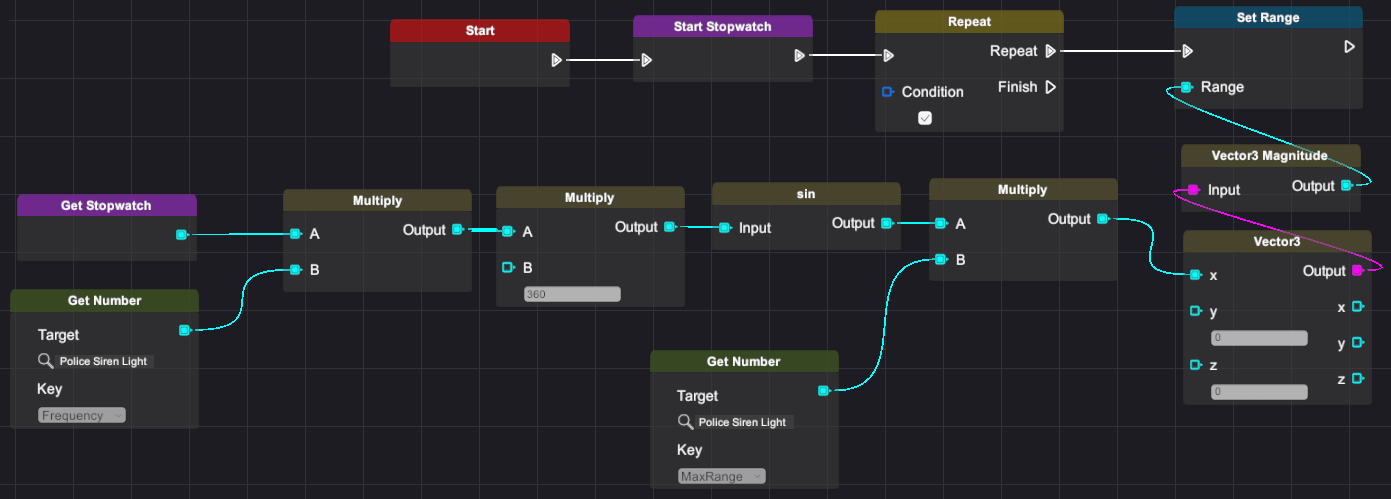 Start
Start Stopwatch
Repeat
Repeat
Condition
Finish
Set Range
Range
Get Stopwatch
Multiply
Output
A
B
Multiply
Output
A
B
360
sin
Input
Output
Multiply
Output
A
B
Vector3 Magnitude
Input
Output
Vector3
Output
x
y
0
z
0
x
y
z
Get Number
Target
Police Siren Light
Key
Frequency
Get Number
Target
Police Siren Light
Key
MaxRange